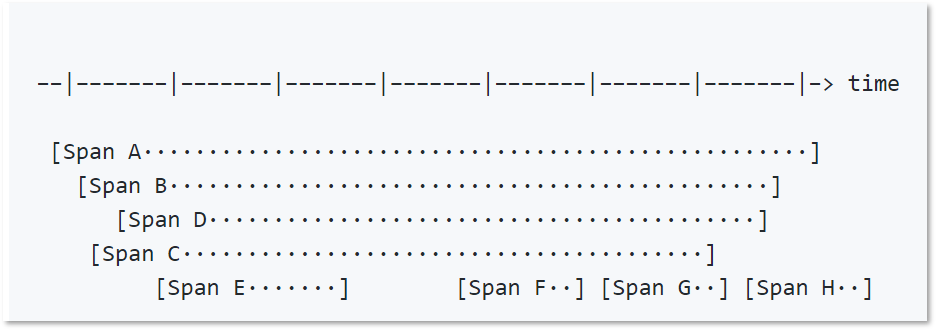 --|-------|-------|-------|-------|-------|-------|-------|-> time
[Span A···················································]
[Span B··············································]
[Span D··········································]
[Span C········································]
[Span E·······] [Span F··] [Span G··] [Span H··]